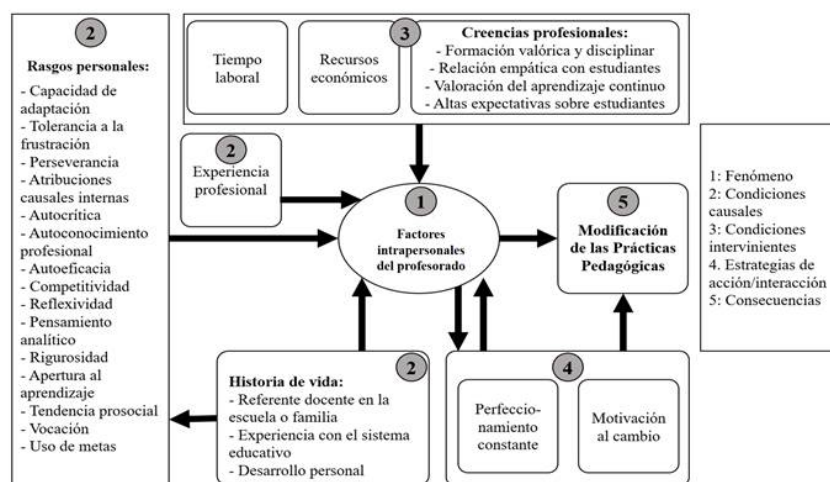 2
Rasgos personales:
- Capacidad de
adaptación
- Tolerancia a la
frustración
- Perseverancia
- Atribuciones
causales internas
- Autocrítica
- Autoconocimiento
profesional
- Autoeficacia
- Competitividad
- Reflexividad
- Pensamiento
analítico
- Rigurosidad
- Apertura al
aprendizaje
- Tendencia prosocial
- Vocación
- Uso de metas
Tiempo
laboral
Recursos
económicos
3
Creencias profesionales:
- Formación valórica y disciplinar
- Relación empática con estudiantes
- Valoración del aprendizaje continuo
- Altas expectativas sobre estudiantes
2
Experiencia
profesional
1
Factores
intrapersonales
del profesorado
5
Modificación
de las Prácticas
Pedagógicas
1: Fenómeno
2: Condiciones
causales
3: Condiciones
intervinientes
4. Estrategias de
acción/interacción
5: Consecuencias
2
Historia de vida:
- Referente docente en la
escuela o familia
- Experiencia con el sistema
educativo
- Desarrollo personal
4
Perfeccio-
namiento
constante
Motivación
al cambio